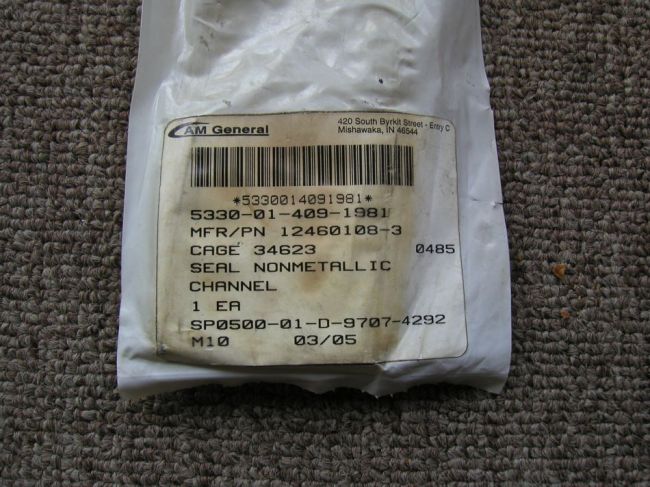 AM General
420 South Byrkit Street - Entry C
Mishawaka, IN 46544
*5330014091981*
5330-01-409-1981
MFR/PN 12460108-3
CAGE 34623 0485
SEAL NONMETALLIC
CHANNEL
1 EA
SP0500-01-D-9707-4292
M10 03/05